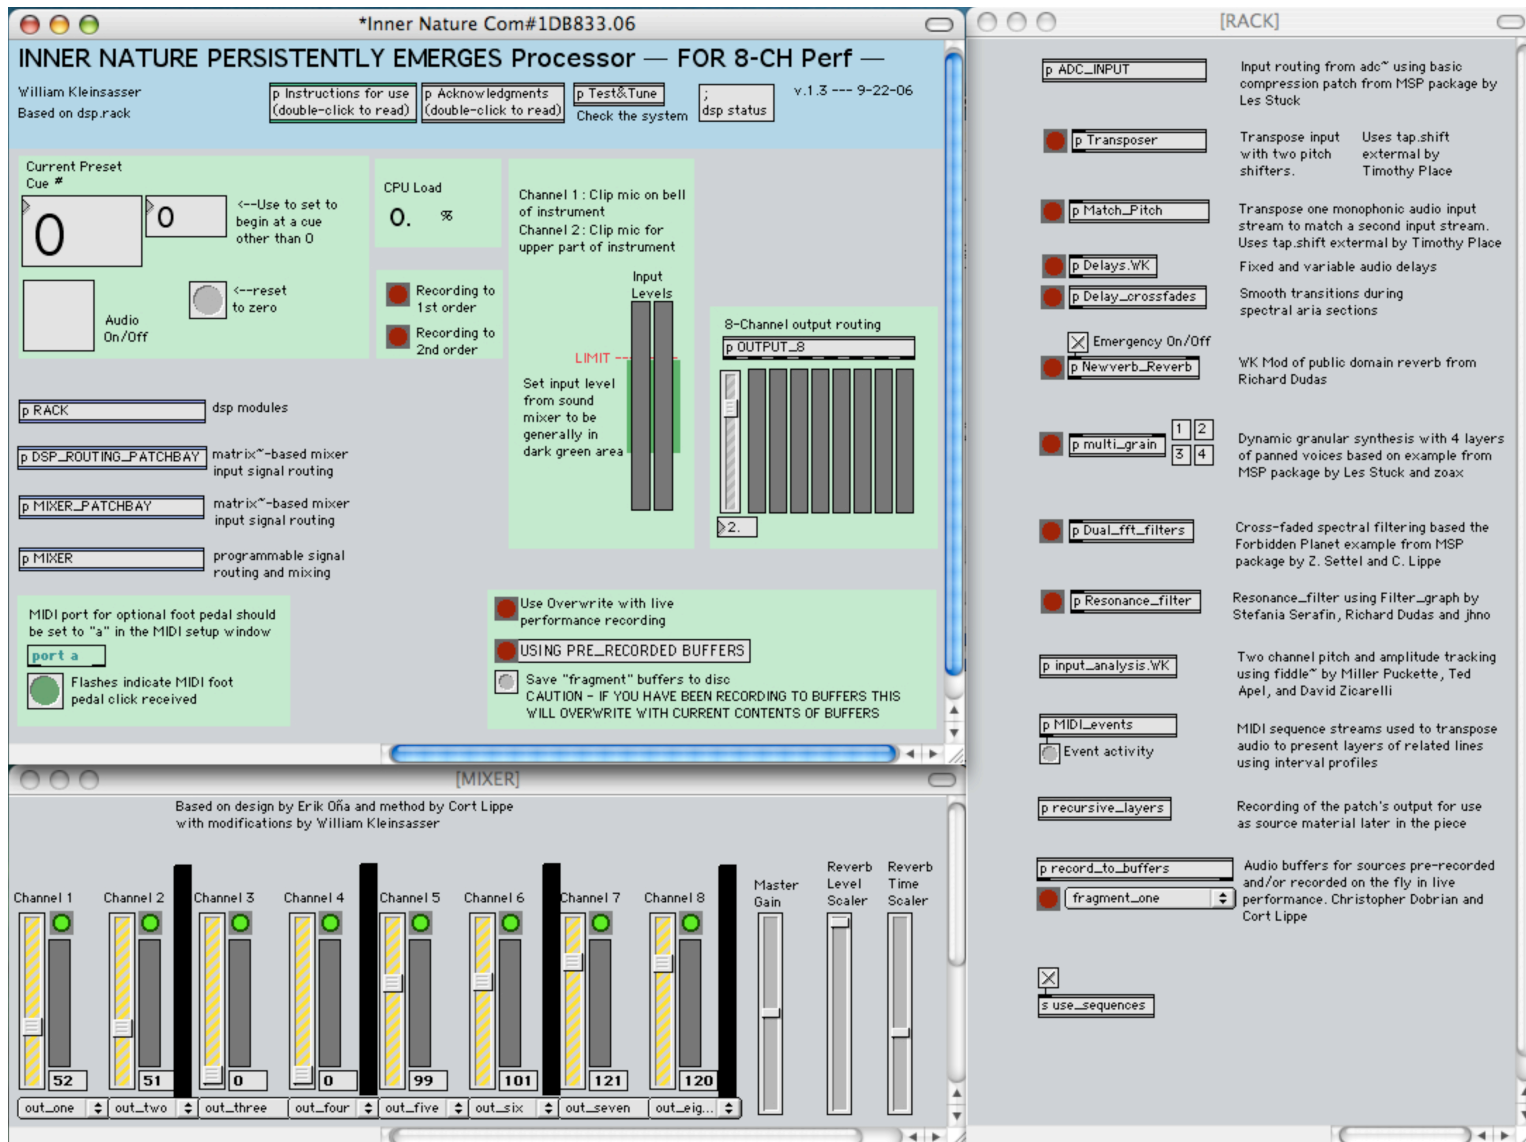 *Inner Nature Com#1DB833.06
INNER NATURE PERSISTENTLY EMERGES Processor — FOR 8-CH Perf —
William Kleinsasser
Based on dsp.rack
p Instructions for use
(double-click to read)
p Acknowledgments
(double-click to read)
p Test&Tune
Check the system
;
dsp status
v.1.3 --- 9-22-06
Current Preset
Cue #
0
0
<--Use to set to
begin at a cue
other than 0
Audio
On/Off
<--reset
to zero
CPU Load
0. %
Recording to
1st order
Recording to
2nd order
Channel 1 : Clip mic on bell
of instrument
Channel 2 : Clip mic for
upper part of instrument
Input
Levels
LIMIT ---
Set input level
from sound
mixer to be
generally in
dark green area
8-Channel output routing
p OUTPUT_8
2.
p RACK
dsp modules
p DSP_ROUTING_PATCHBAY
matrix~-based mixer
input signal routing
p MIXER_PATCHBAY
matrix~-based mixer
input signal routing
p MIXER
programmable signal
routing and mixing
MIDI port for optional foot pedal should
be set to "a" in the MIDI setup window
port a
Flashes indicate MIDI foot
pedal click received
Use Overwrite with live
performance recording
USING PRE_RECORDED BUFFERS
Save "fragment" buffers to disc
CAUTION - IF YOU HAVE BEEN RECORDING TO BUFFERS THIS
WILL OVERWRITE WITH CURRENT CONTENTS OF BUFFERS
[MIXER]
Based on design by Erik Oña and method by Cort Lippe
with modifications by William Kleinsasser
Channel 1
Channel 2
Channel 3
Channel 4
Channel 5
Channel 6
Channel 7
Channel 8
Master
Gain
Reverb
Level
Scaler
Reverb
Time
Scaler
52
51
0
0
99
101
121
120
out_one
out_two
out_three
out_four
out_five
out_six
out_seven
out_eig...
[RACK]
p ADC_INPUT
Input routing from adc~ using basic
compression patch from MSP package by
Les Stuck
p Transposer
Transpose input
with two pitch
shifters.
Uses tap.shift
extermal by
Timothy Place
p Match_Pitch
Transpose one monophonic audio input
stream to match a second input stream.
Uses tap.shift extermal by Timothy Place
p Delays.WK
Fixed and variable audio delays
p Delay_crossfades
Smooth transitions during
spectral aria sections
Emergency On/Off
p Newverb_Reverb
WK Mod of public domain reverb from
Richard Dudas
p multi_grain
1 2
3 4
Dynamic granular synthesis with 4 layers
of panned voices based on example from
MSP package by Les Stuck and zoax
p Dual_fft_filters
Cross-faded spectral filtering based the
Forbidden Planet example from MSP
package by Z. Settel and C. Lippe
p Resonance_filter
Resonance_filter using Filter_graph by
Stefania Serafin, Richard Dudas and jhno
p input_analysis.WK
Two channel pitch and amplitude tracking
using fiddle~ by Miller Puckette, Ted
Apel, and David Zicarelli
p MIDI_events
Event activity
MIDI sequence streams used to transpose
audio to present layers of related lines
using interval profiles
p recursive_layers
Recording of the patch's output for use
as source material later in the piece
p record_to_buffers
fragment_one
Audio buffers for sources pre-recorded
and/or recorded on the fly in live
performance. Christopher Dobrian and
Cort Lippe
s use_sequences